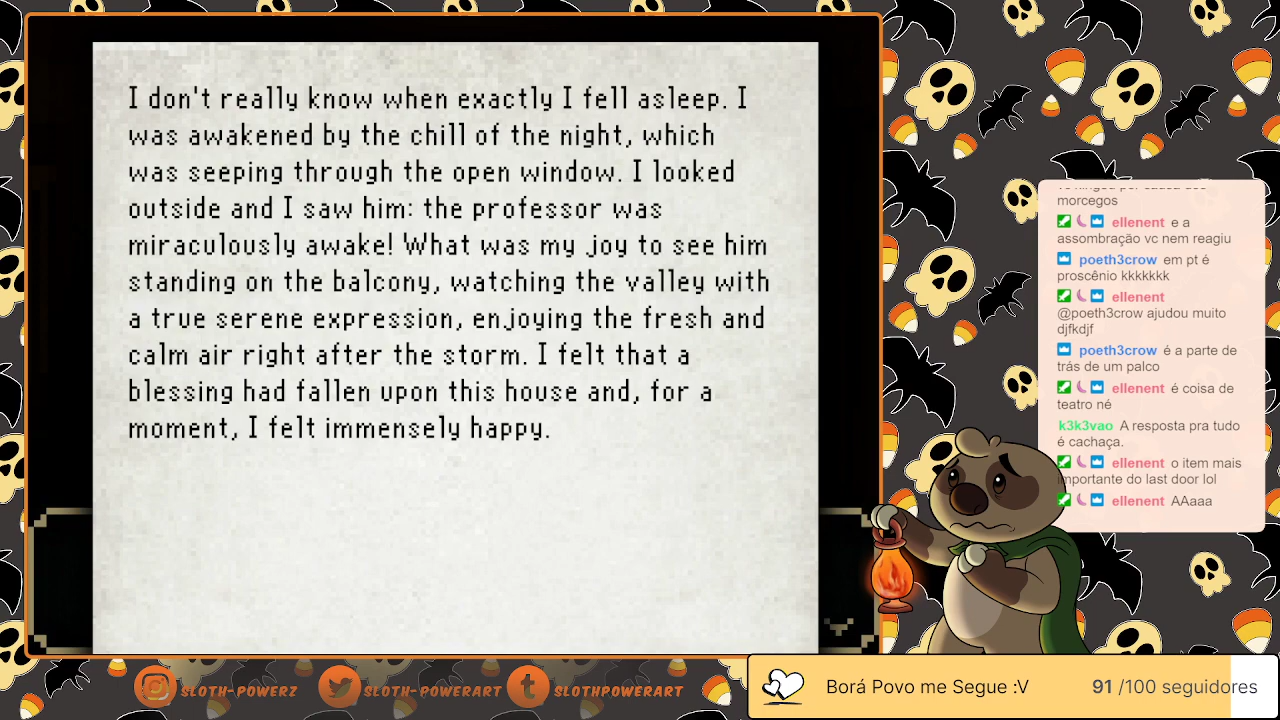 I don't really know when exactly I fell asleep. I
was awakened by the chill of the night, which
was seeping through the open window. I looked
outside and I saw him: the professor was
miraculously awake! What was my joy to see him
standing on the balcony, watching the valley with
a true serene expression, enjoying the fresh and
calm air right after the storm. I felt that a
blessing had fallen upon this house and, for a
moment, I felt immensely happy.
morcegos
ellenent e a
assombração vc nem reagiu
poeth3crow em pt é
proscênio kkkkkkk
ellenent
@poeth3crow ajudou muito
djfkdjf
poeth3crow é a parte de
trás de um palco
ellenent é coisa de
teatro né
k3k3vao A resposta pra tudo
é cachaça.
ellenent o item mais
importante do last door lol
ellenent AAaaa
SLOTH-POWERZ
SLOTH-POWERART
SLOTHPOWERART
Borá Povo me Segue :V
91 /100 seguidores